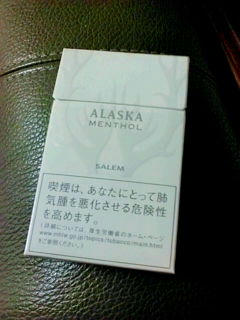 ALASKA
MENTHOL
SALEM
喫煙は、あなたにとって肺
気腫を悪化させる危険性
を高めます。
(詳細については、厚生労働省のホーム・ページ
www.mhlw.go.jp/topics/tobacco/main.html
をご参照ください。)